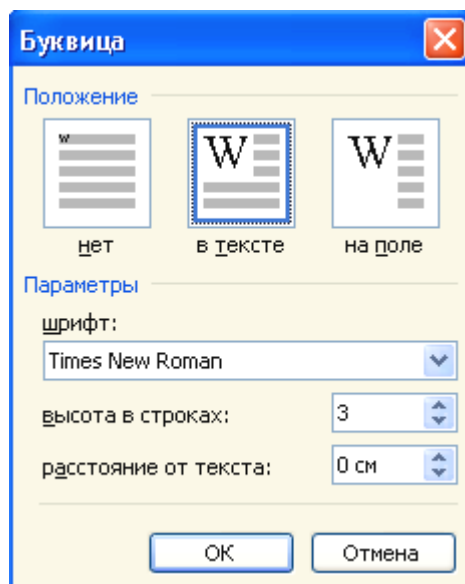 Буквица
Положение
W W W
нет в тексте на поле
Параметры
шрифт:
Times New Roman
высота в строках: 3
расстояние от текста: 0 см
ОК Отмена